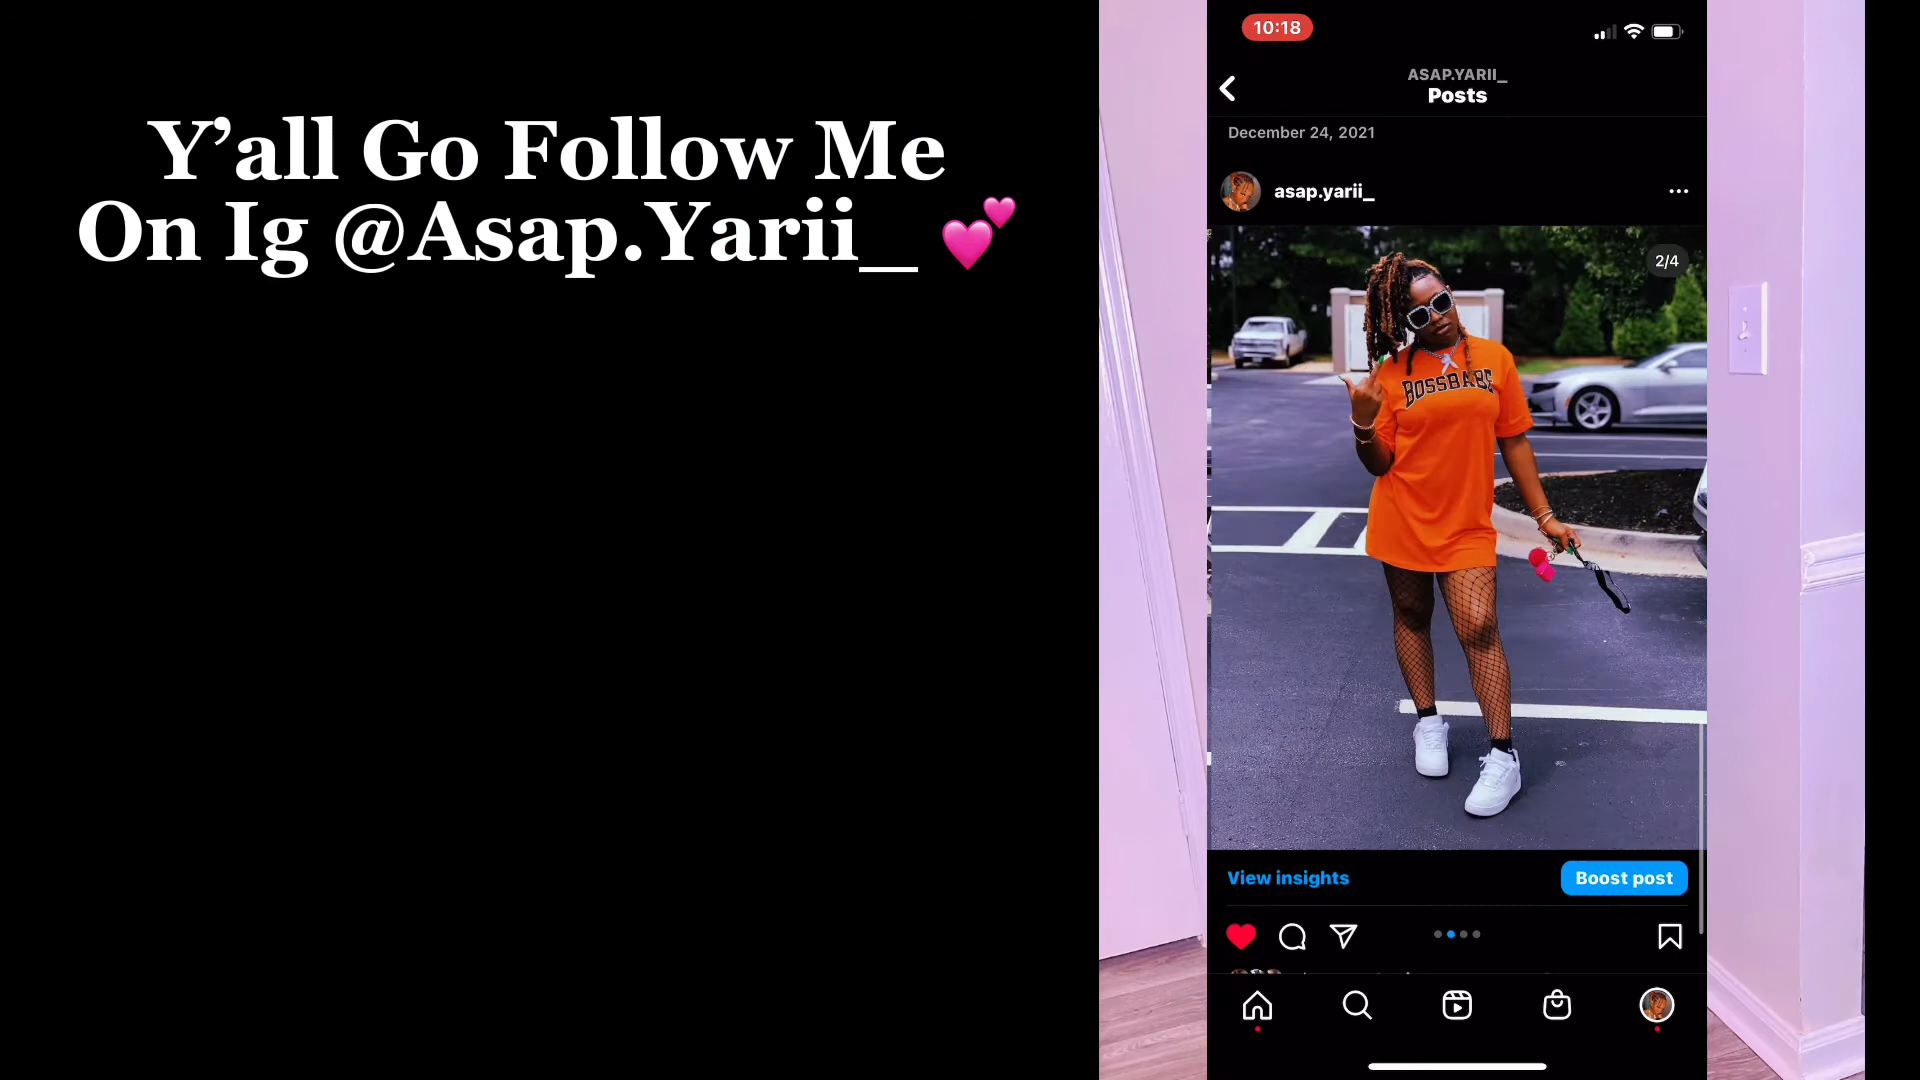 Y’all Go Follow Me
On Ig @Asap.Yarii_ 💕
10:18
ASAP.YARII_
Posts
December 24, 2021
asap.yarii_
2/4
BOSSBABE
View insights
Boost post